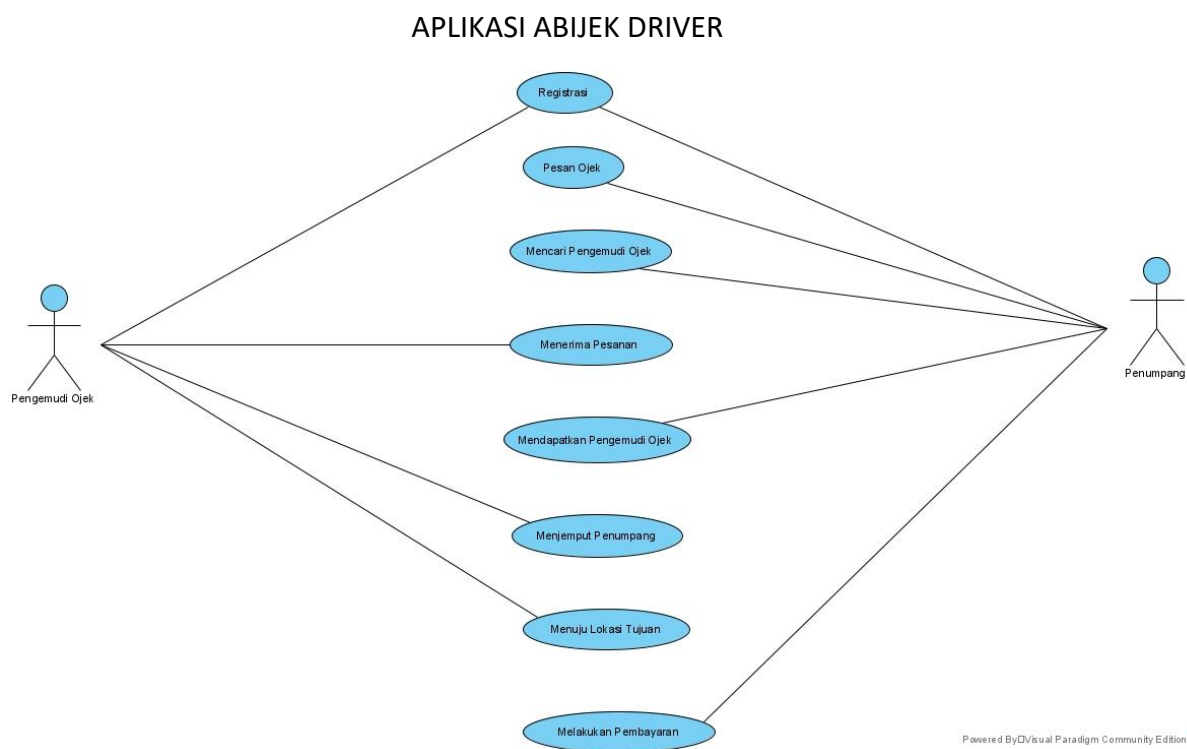 APLIKASI ABIJEK DRIVER
Registrasi
Pesan Ojek
Mencari Pengemudi Ojek
Menerima Pesanan
Pengemudi Ojek
Penumpang
Mendapatkan Pengemudi Ojek
Menjemput Penumpang
Menuju Lokasi Tujuan
Melakukan Pembayaran
Powered By□Visual Paradigm Community Edition